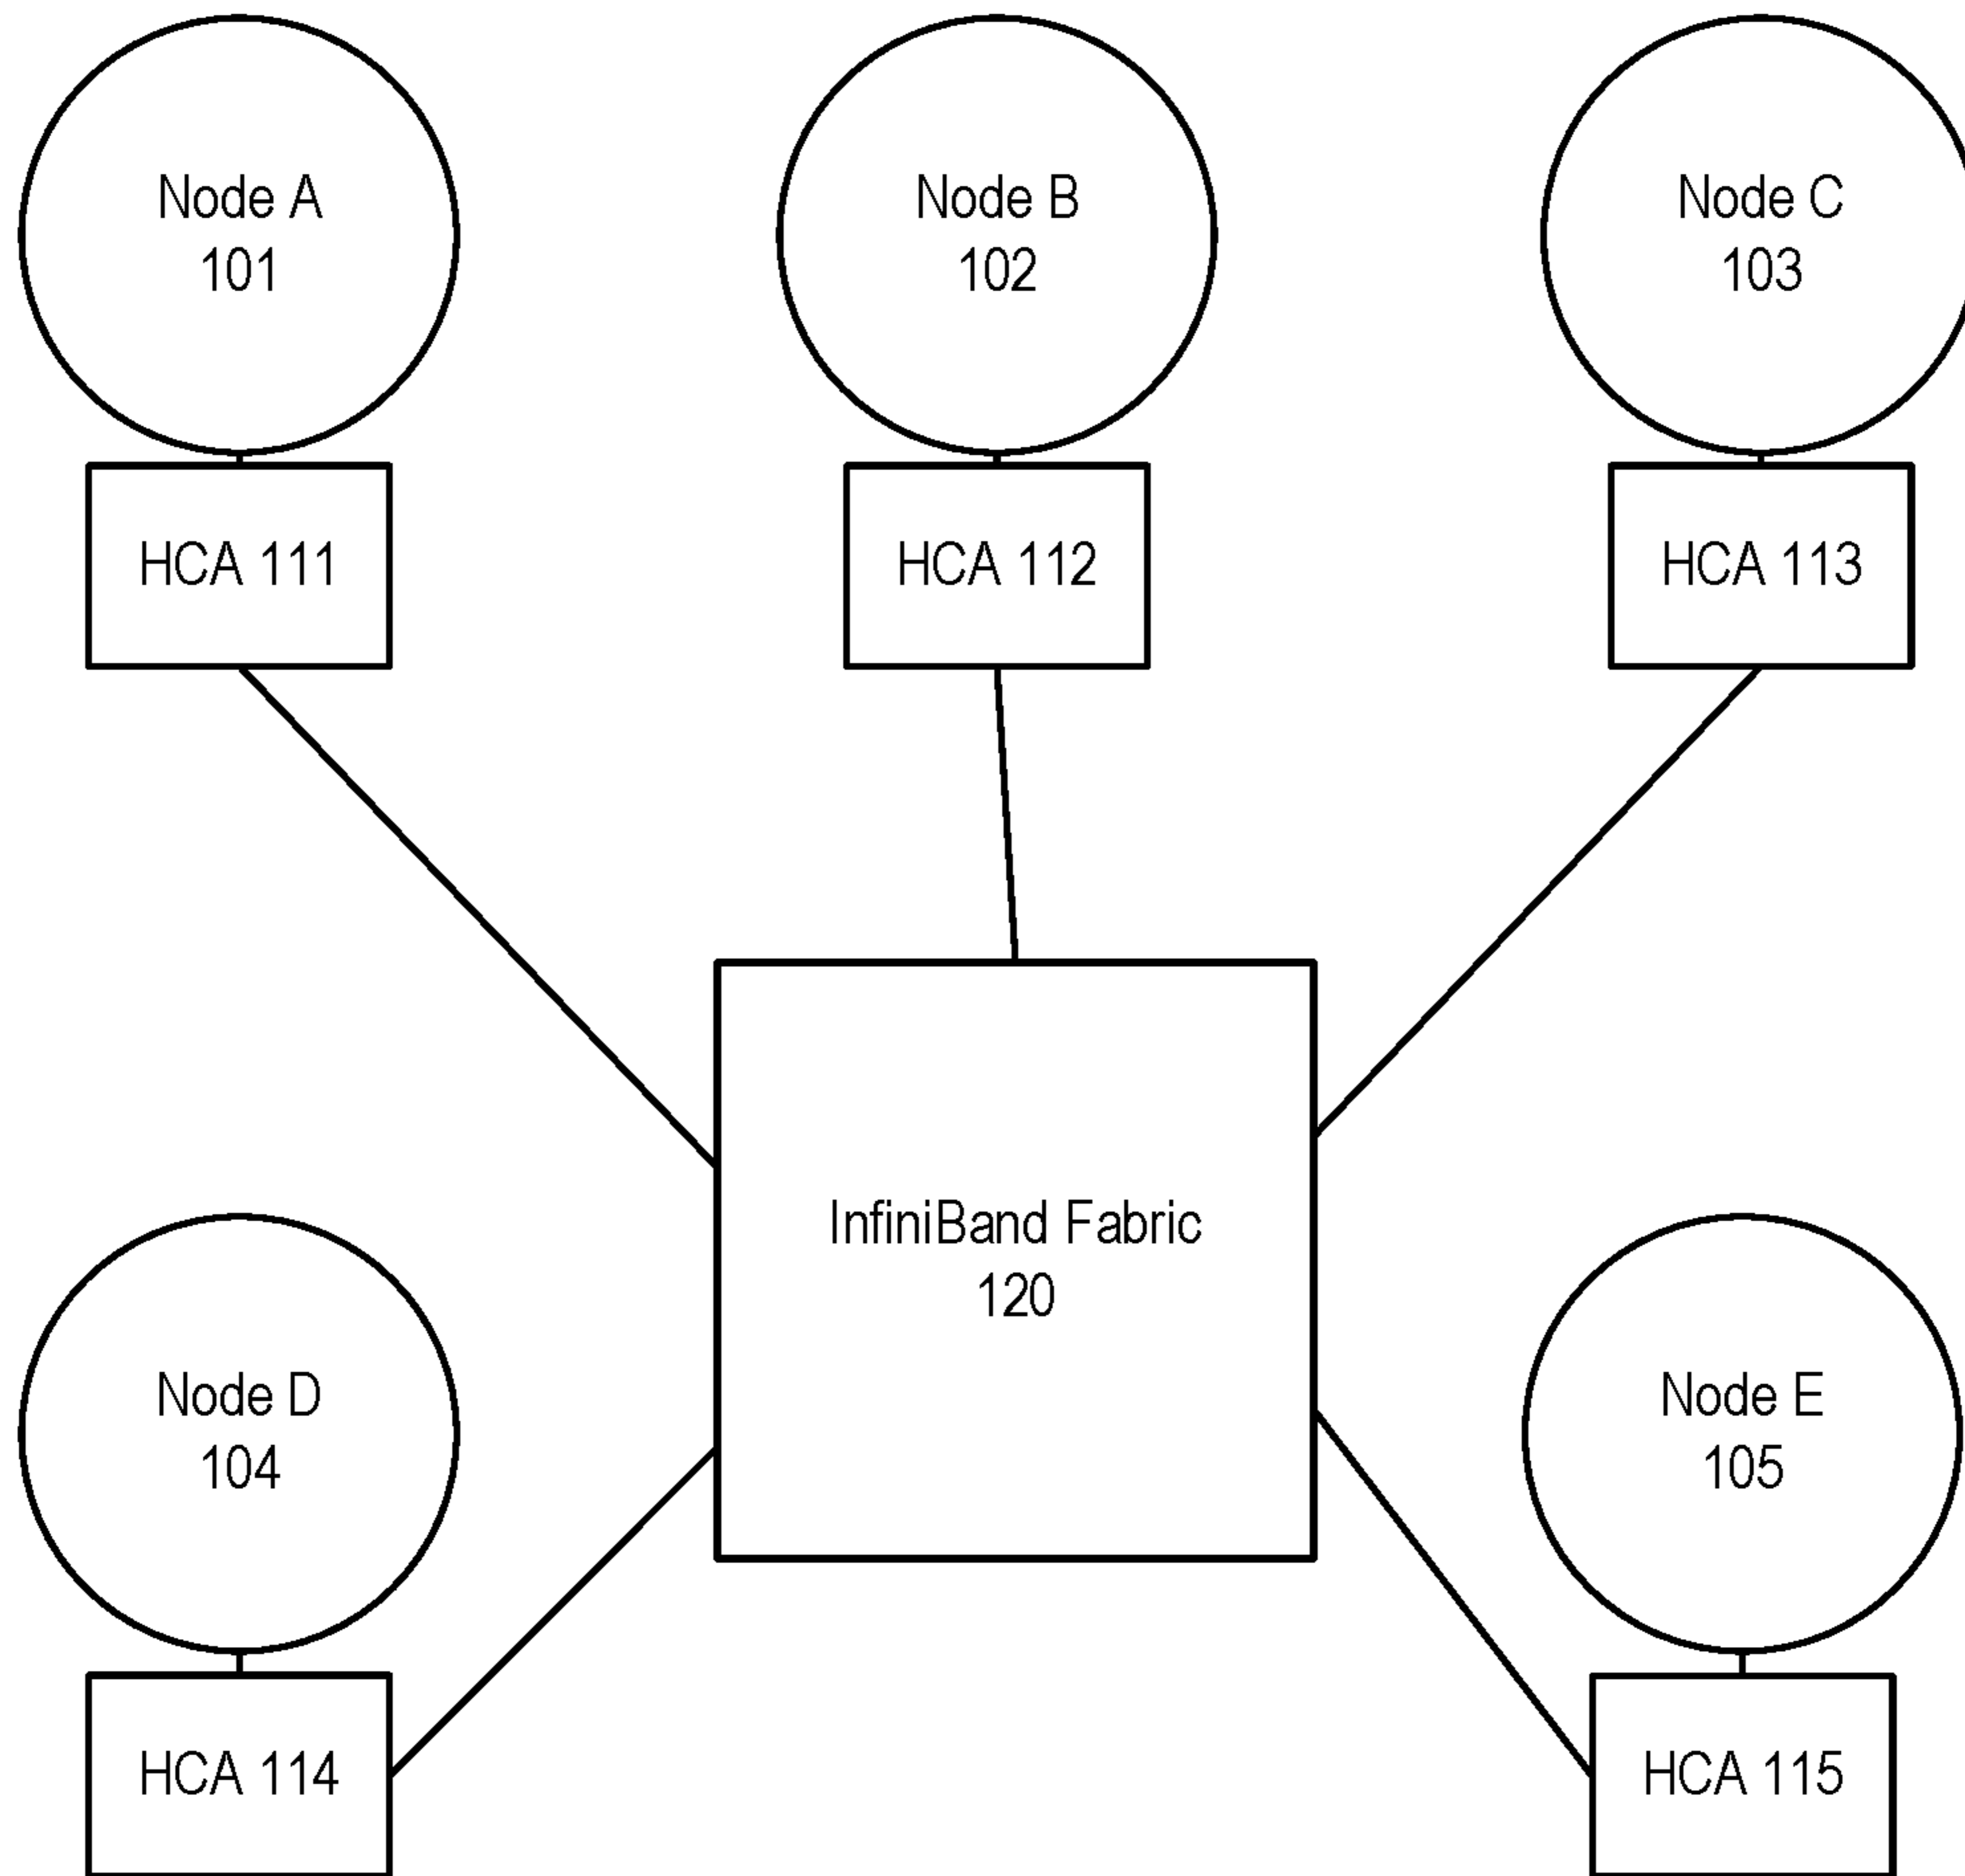 Node A
101
Node B
102
Node C
103
HCA 111
HCA 112
HCA 113
InfiniBand Fabric
120
Node D
104
Node E
105
HCA 114
HCA 115